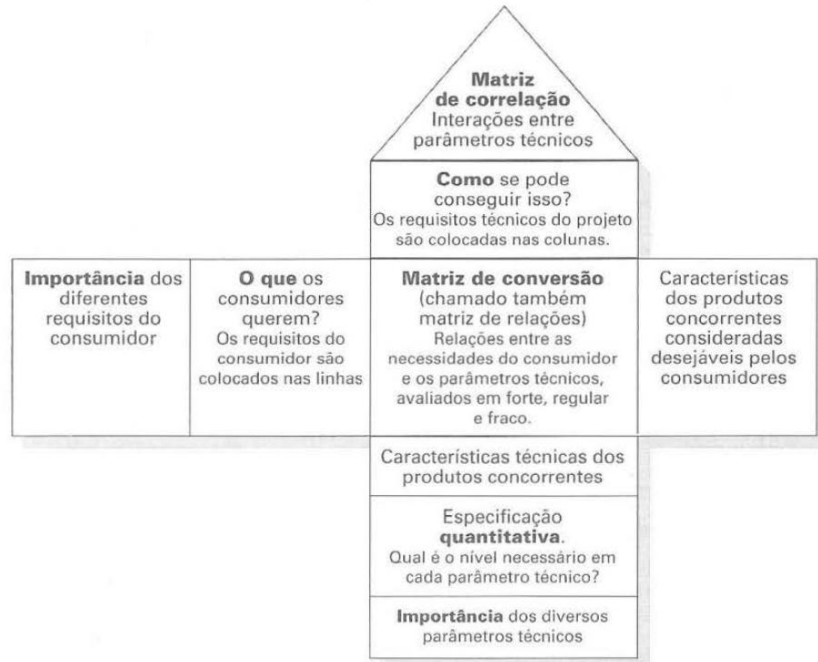 Matriz
de correlação
Interações entre
parâmetros técnicos
Como se pode
conseguir isso?
Os requisitos técnicos do projeto
são colocadas nas colunas.
Importância dos
diferentes
requisitos do
consumidor
O que os
consumidores
querem?
Os requisitos do
consumidor são
colocados nas linhas
Matriz de conversão
(chamado também
matriz de relações)
Relações entre as
necessidades do consumidor
e os parâmetros técnicos,
avaliados em forte, regular
e fraco.
Características
dos produtos
concorrentes
consideradas
desejáveis pelos
consumidores
Características técnicas dos
produtos concorrentes
Especificação
quantitativa.
Qual é o nível necessário em
cada parâmetro técnico?
Importância dos diversos
parâmetros técnicos